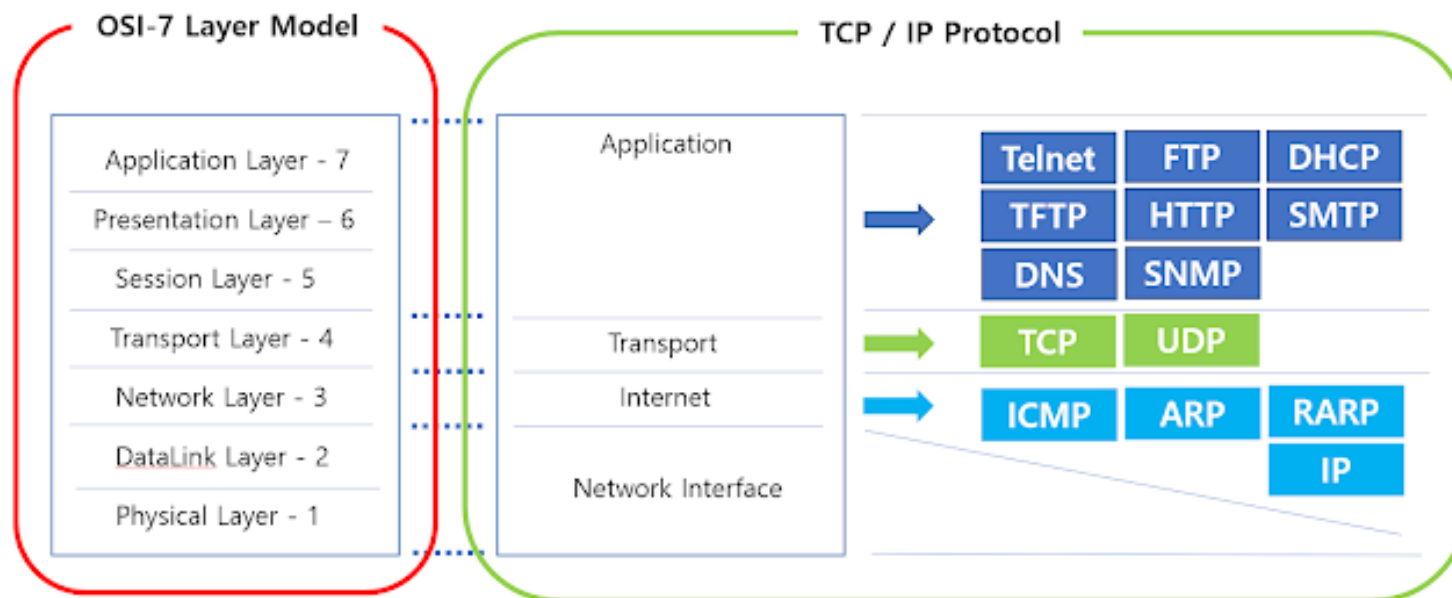 OSI-7 Layer Model
Application Layer - 7
Presentation Layer – 6
Session Layer - 5
Transport Layer - 4
Network Layer - 3
DataLink Layer - 2
Physical Layer - 1
TCP / IP Protocol
Application
Transport
Internet
Network Interface
Telnet FTP DHCP
TFTP HTTP SMTP
DNS SNMP
TCP UDP
ICMP ARP RARP
IP